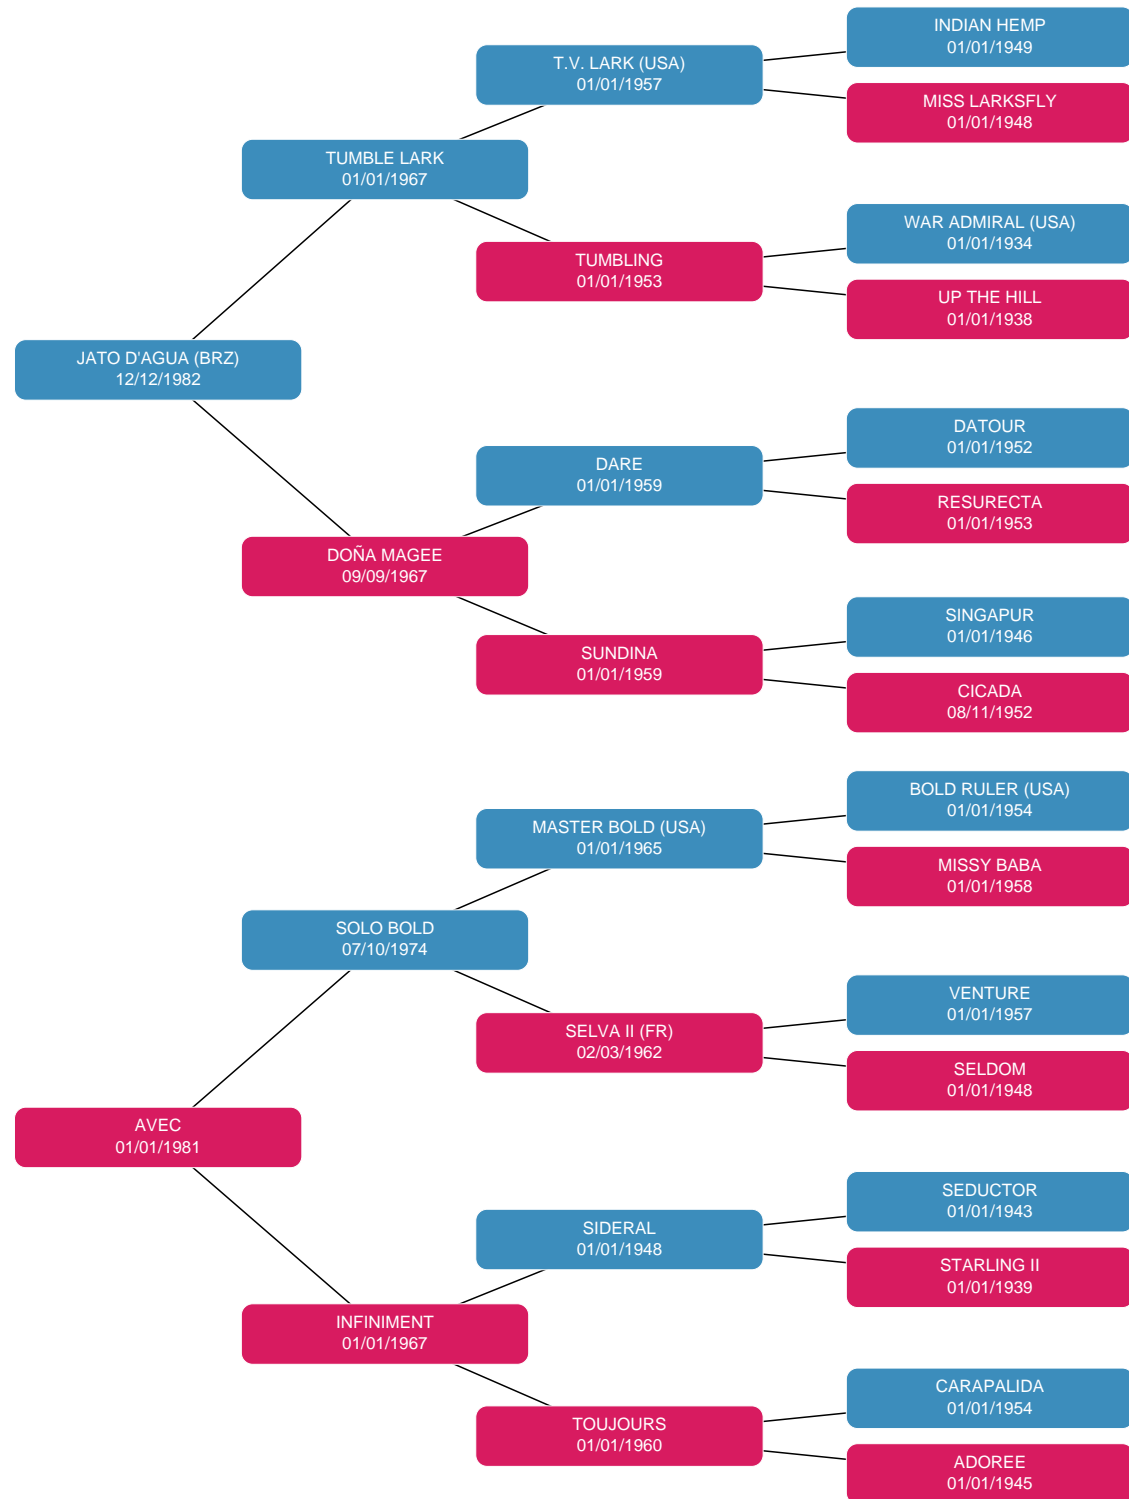 INDIAN HEMP
01/01/1949
T.V. LARK (USA)
01/01/1957
MISS LARKSFLY
01/01/1948
TUMBLE LARK
01/01/1967
WAR ADMIRAL (USA)
01/01/1934
TUMBLING
01/01/1953
UP THE HILL
01/01/1938
JATO D'AGUA (BRZ)
12/12/1982
DATOUR
01/01/1952
DARE
01/01/1959
RESURECTA
01/01/1953
DOÑA MAGEE
09/09/1967
SINGAPUR
01/01/1946
SUNDINA
01/01/1959
CICADA
08/11/1952
BOLD RULER (USA)
01/01/1954
MASTER BOLD (USA)
01/01/1965
MISSY BABA
01/01/1958
SOLO BOLD
07/10/1974
VENTURE
01/01/1957
SELVA II (FR)
02/03/1962
SELDOM
01/01/1948
AVEC
01/01/1981
SEDUCTOR
01/01/1943
SIDERAL
01/01/1948
STARLING II
01/01/1939
INFINIMENT
01/01/1967
CARAPALIDA
01/01/1954
TOUJOURS
01/01/1960
ADOREE
01/01/1945